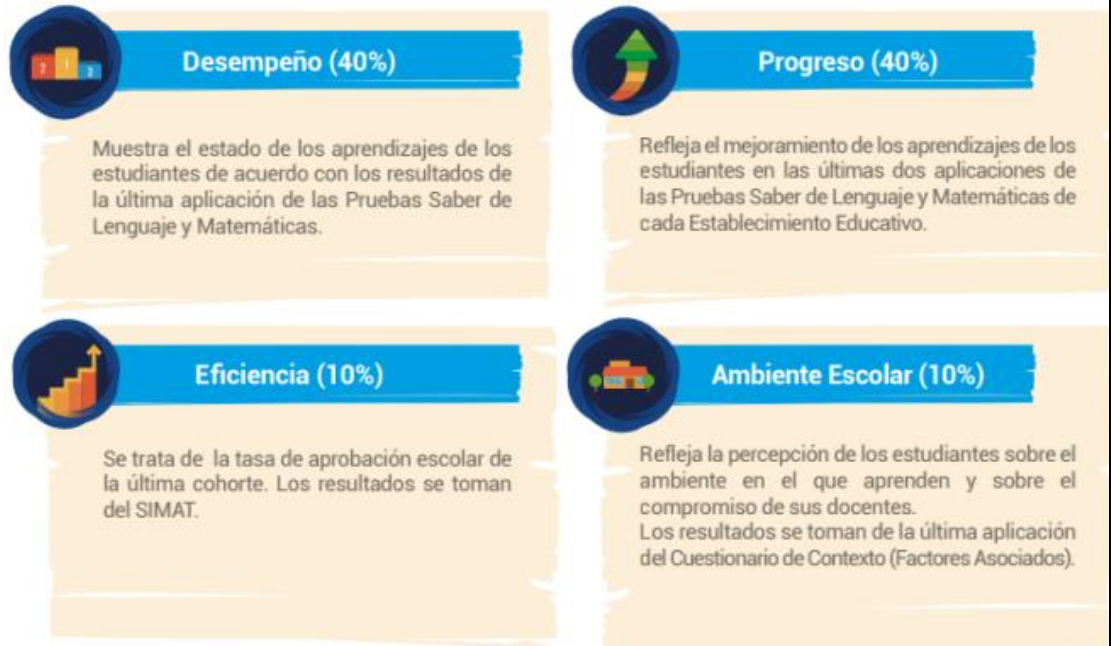 Desempeño (40%)
Muestra el estado de los aprendizajes de los
estudiantes de acuerdo con los resultados de
la última aplicación de las Pruebas Saber de
Lenguaje y Matemáticas.
Progreso (40%)
Refleja el mejoramiento de los aprendizajes de los
estudiantes en las últimas dos aplicaciones de
las Pruebas Saber de Lenguaje y Matemáticas de
cada Establecimiento Educativo.
Eficiencia (10%)
Se trata de la tasa de aprobación escolar de
la última cohorte. Los resultados se toman
del SIMAT.
Ambiente Escolar (10%)
Refleja la percepción de los estudiantes sobre el
ambiente en el que aprenden y sobre el
compromiso de sus docentes.
Los resultados se toman de la última aplicación
del Cuestionario de Contexto (Factores Asociados).
2 1 3